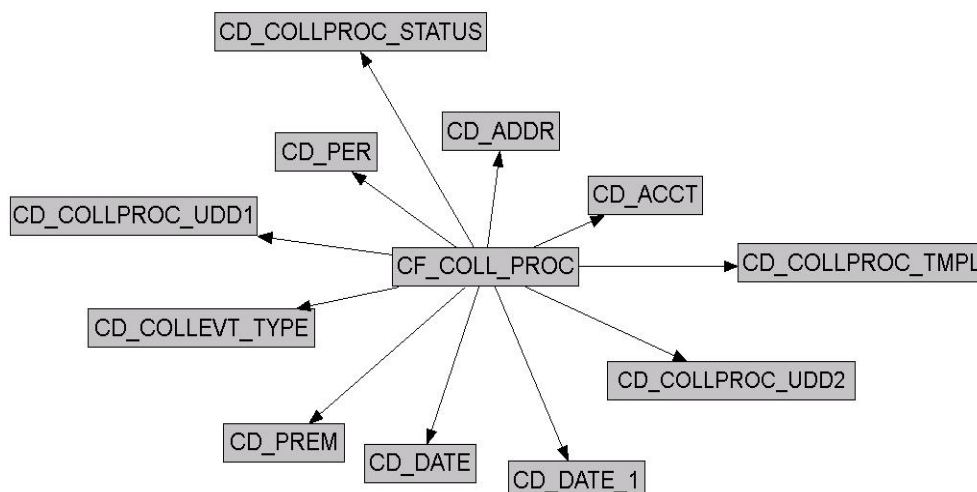 CD_COLLPROC_STATUS
CD_ADDR
CD_PER
CD_ACCT
CD_COLLPROC_UDD1
CF_COLL_PROC
CD_COLLPROC_TMPL
CD_COLLEVT_TYPE
CD_COLLPROC_UDD2
CD_PREM
CD_DATE
CD_DATE_1